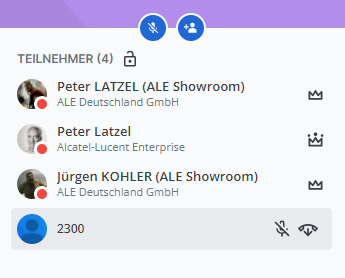 TEILNEHMER (4)
Peter LATZEL (ALE Showroom)
ALE Deutschland GmbH
Peter Latzel
Alcatel-Lucent Enterprise
Jürgen KOHLER (ALE Showroom)
ALE Deutschland GmbH
2300